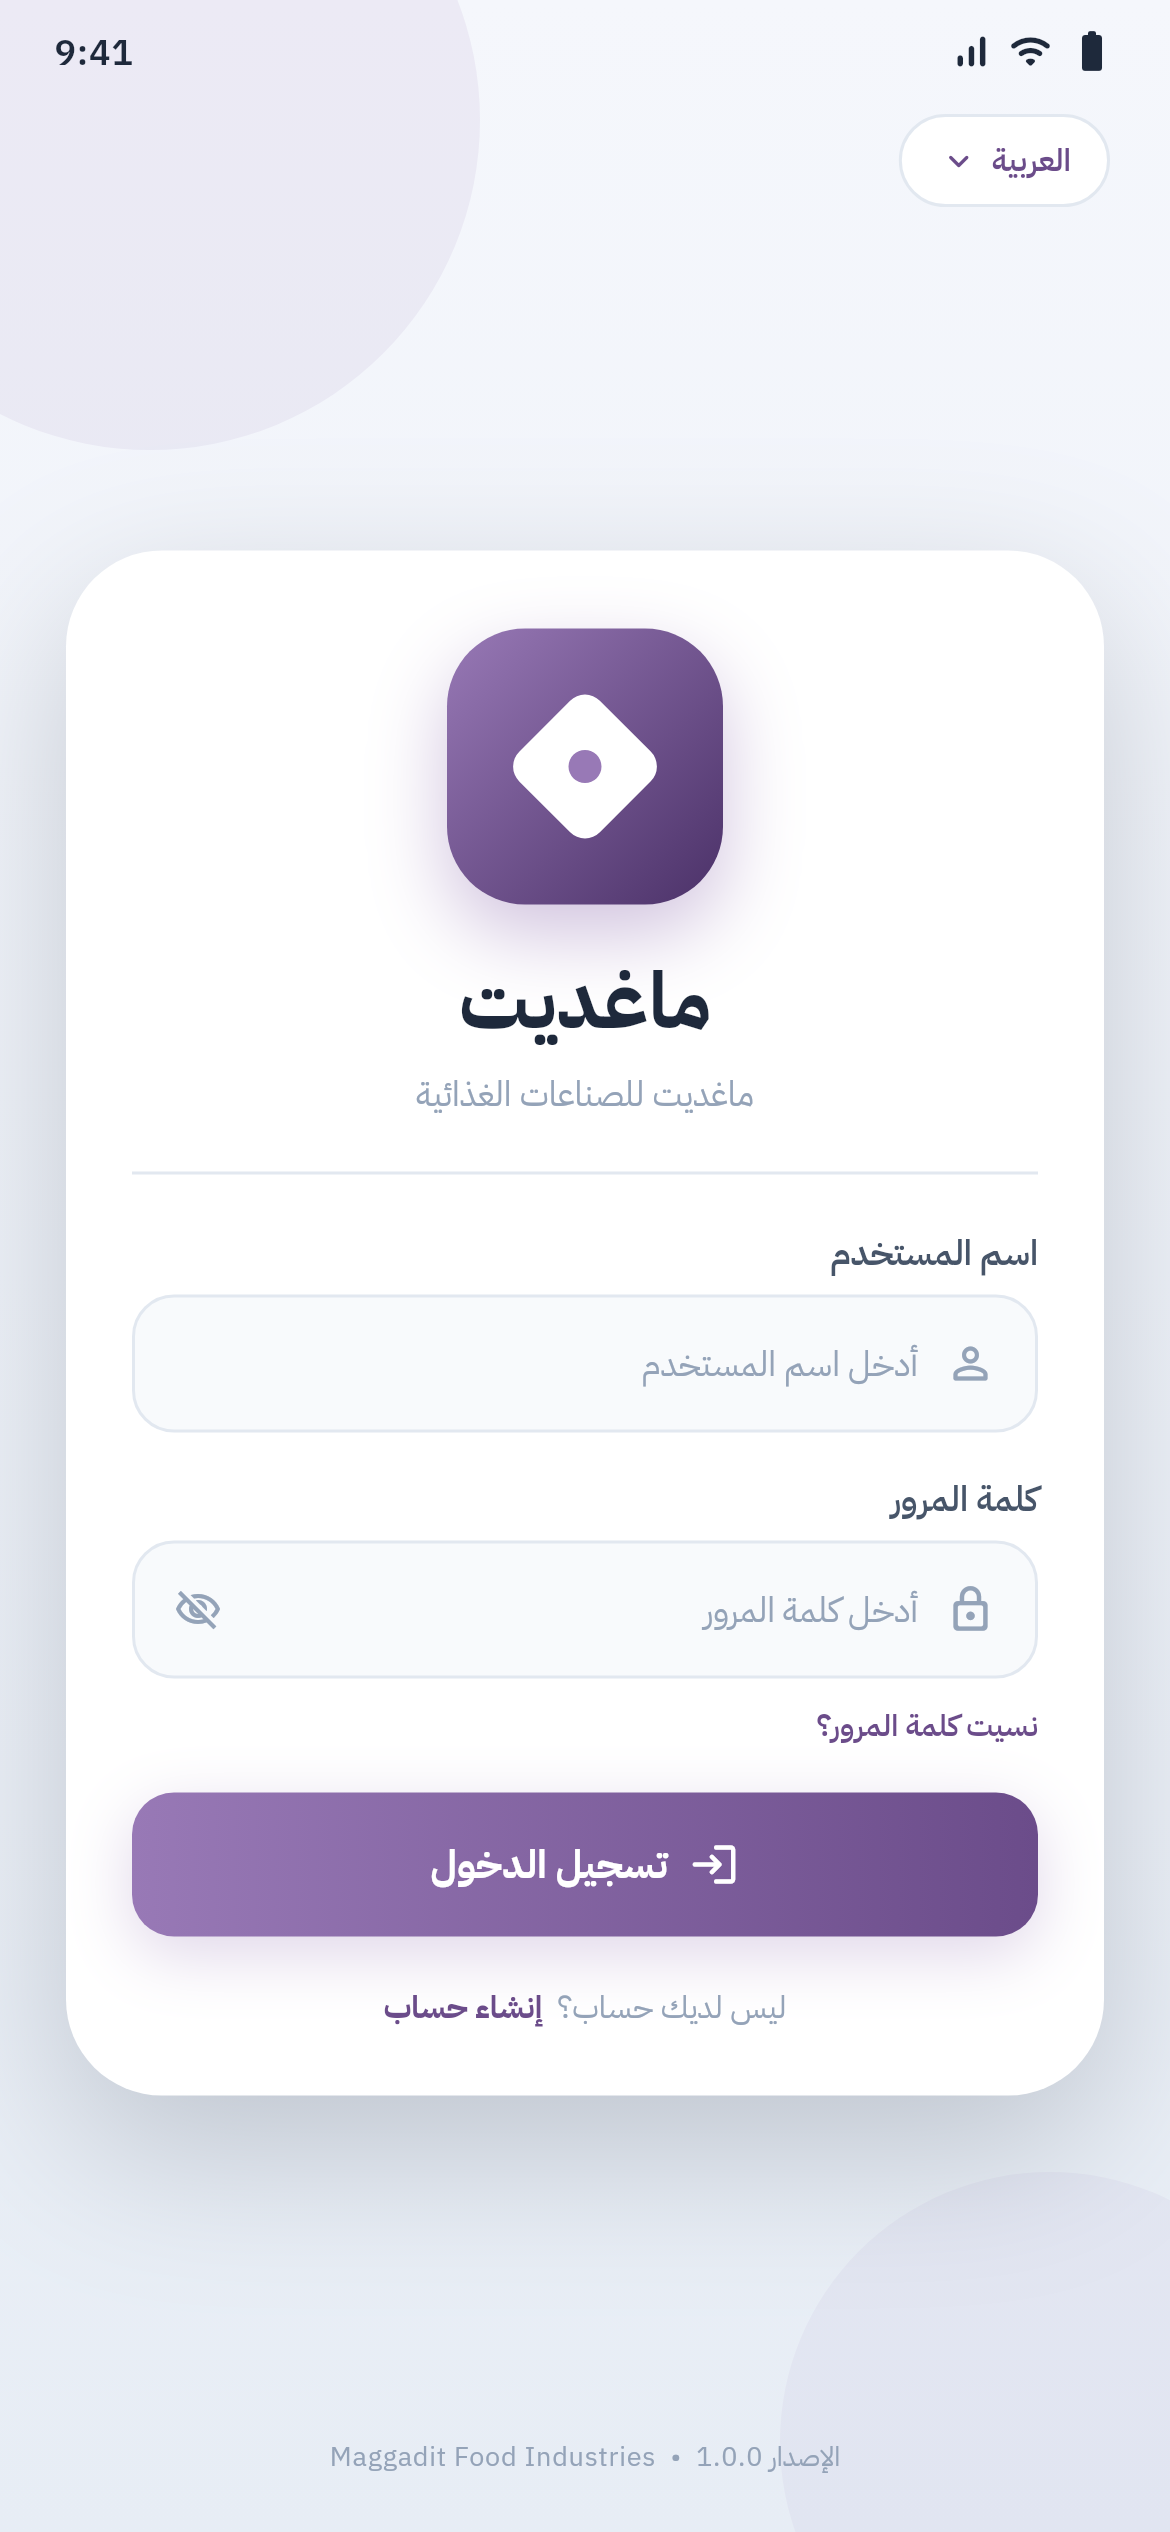 9:41
العربية
ماغديت
ماغديت للصناعات الغذائية
اسم المستخدم
أدخل اسم المستخدم
كلمة المرور
أدخل كلمة المرور
نسيت كلمة المرور؟
تسجيل الدخول
ليس لديك حساب؟ إنشاء حساب
الإصدار 1.0.0 • Maggadit Food Industries